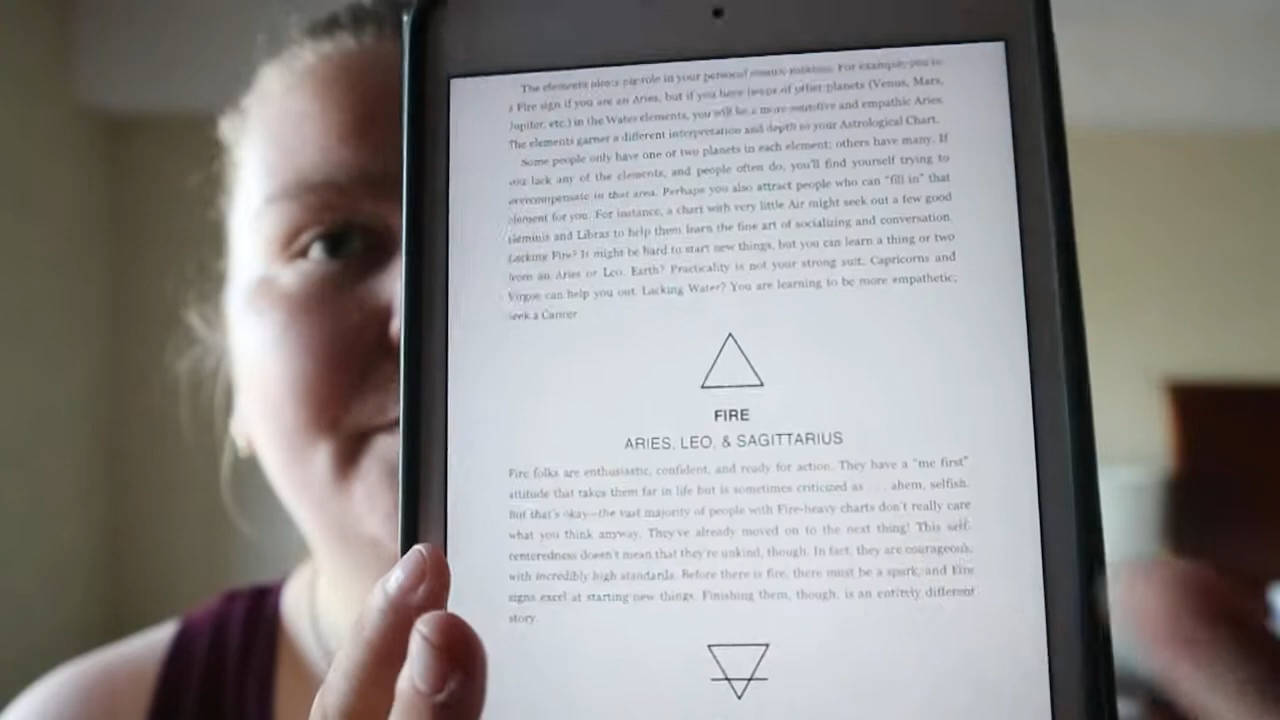 The elements play a big role in your personal For example, you're
a Fire sign if you are an Aries, but if you have heaps of other planets (Venus, Mars,
Jupiter, etc.) in the Water elements, you will be a more sensitive and empathic Aries.
The elements garner a different interpretation and depth to your Astrological Chart.
Some people only have one or two planets in each element; others have many. If
you lack any of the elements, and people often do, you'll find yourself trying to
overcompensate in that area. Perhaps you also attract people who can "fill in" that
element for you. For instance, a chart with very little Air might seek out a few good
Geminis and Libras to help them learn the fine art of socializing and conversation.
Lacking Fire? It might be hard to start new things, but you can learn a thing or two
from an Aries or Leo. Earth? Practicality is not your strong suit. Capricorns and
Virgos can help you out. Lacking Water? You are learning to be more empathetic;
seek a Cancer.
FIRE
ARIES, LEO, & SAGITTARIUS
Fire folks are enthusiastic, confident, and ready for action. They have a "me first"
attitude that takes them far in life but is sometimes criticized as . . . ahem, selfish.
But that's okay—the vast majority of people with Fire-heavy charts don't really care
what you think anyway. They've already moved on to the next thing! This self-
centeredness doesn't mean that they're unkind, though. In fact, they are courageous,
with incredibly high standards. Before there is fire, there must be a spark, and Fire
signs excel at starting new things. Finishing them, though, is an entirely different
story.